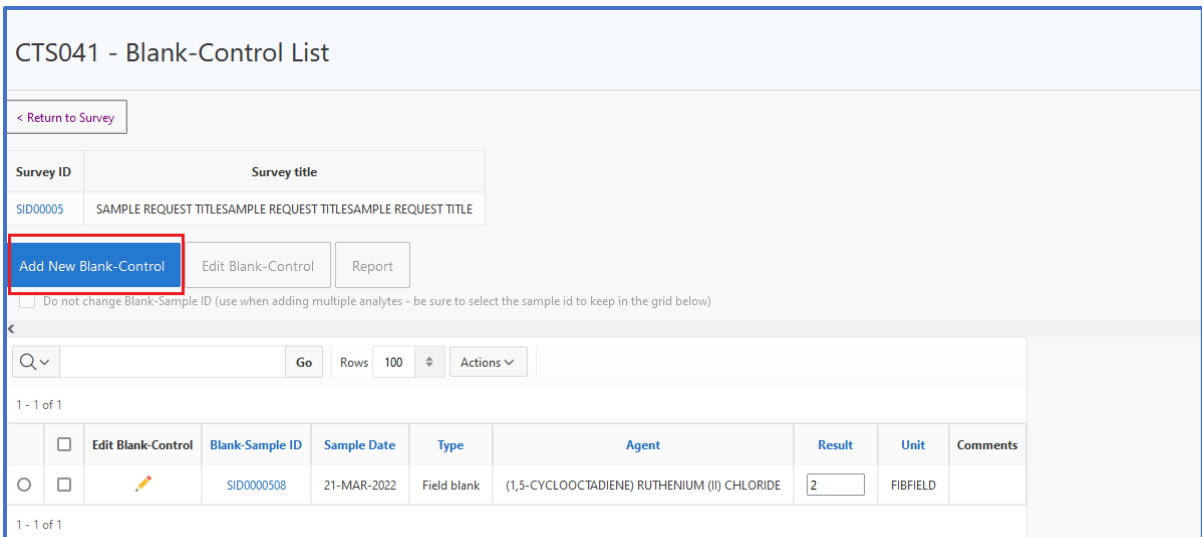 CTS041 - Blank-Control List
< Return to Survey
Survey ID Survey title
SID00005 SAMPLE REQUEST TITLESAMPLE REQUEST TITLESAMPLE REQUEST TITLE
Add New Blank-Control Edit Blank-Control Report
Do not change Blank-Sample ID (use when adding multiple analytes - be sure to select the sample id to keep in the grid below)
Go Rows 100 Actions
1 - 1 of 1
Edit Blank-Control Blank-Sample ID Sample Date Type Agent Result Unit Comments
SID0000508 21-MAR-2022 Field blank (1,5-CYCLOOCTADIENE) RUTHENIUM (II) CHLORIDE 2 FIBFIELD
1 - 1 of 1